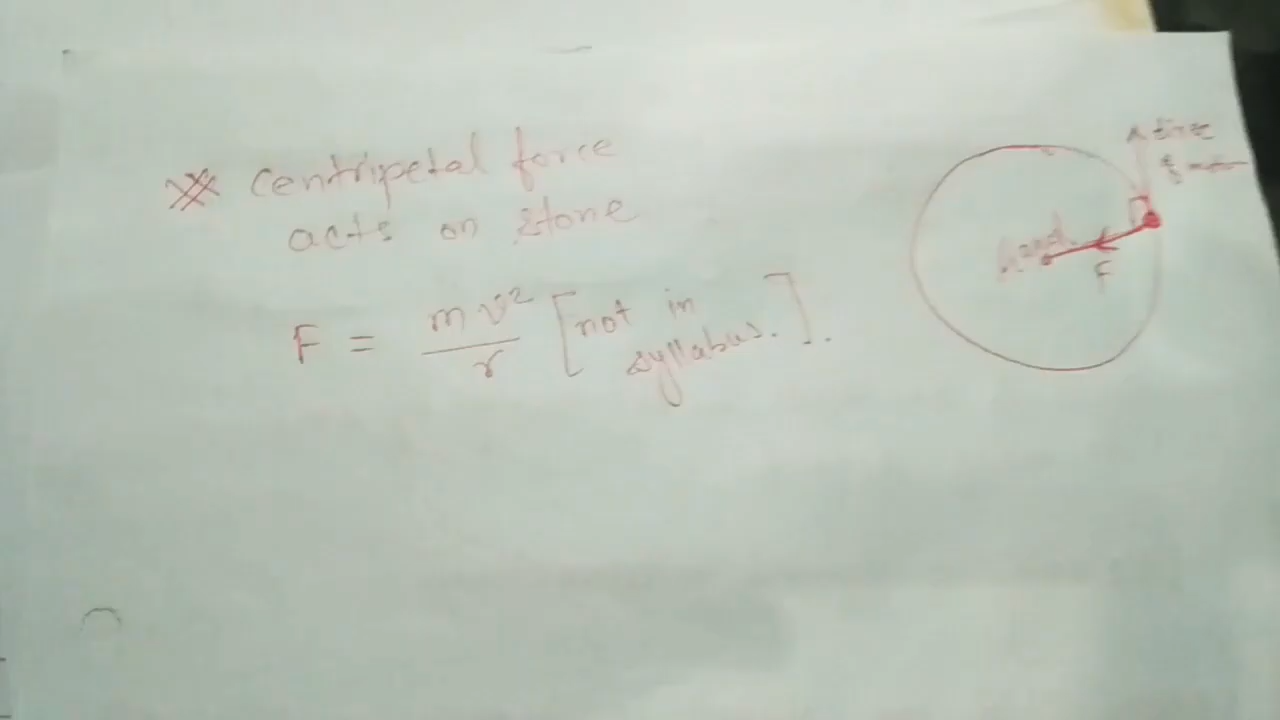 centripetal force
acts on stone
F = mv²/r [not in
syllabus.].
hand
F